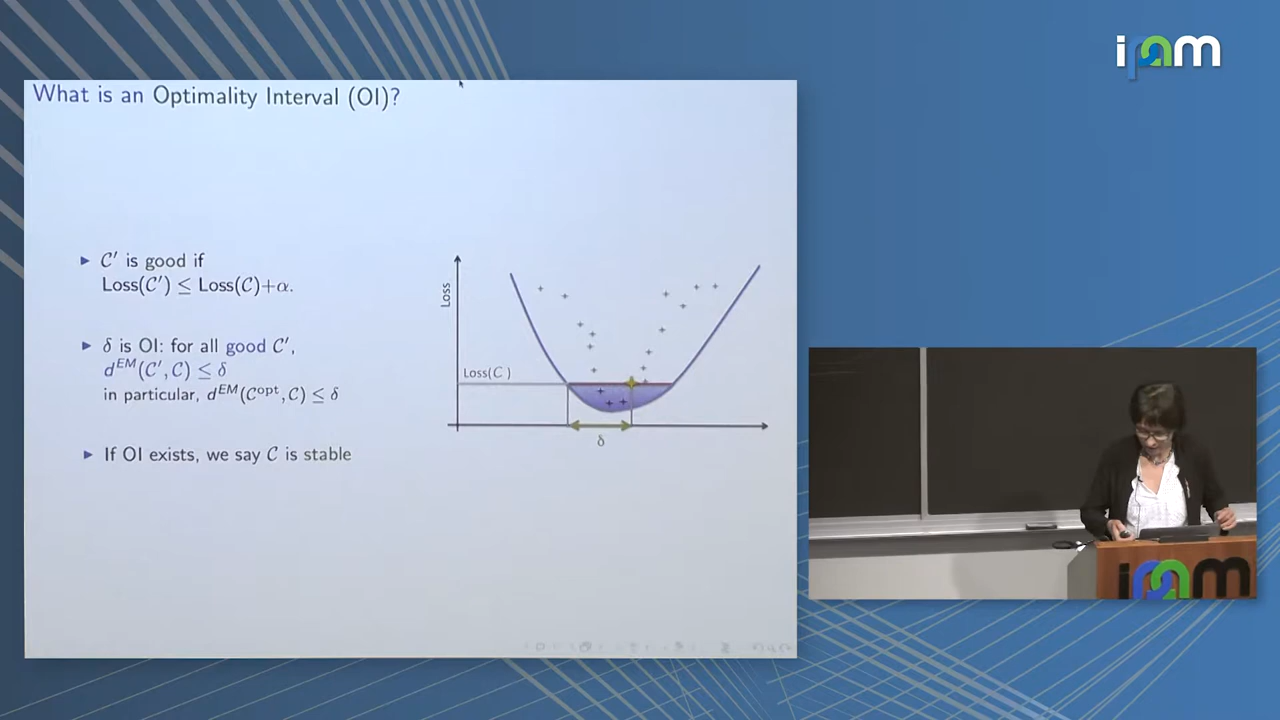 ipam
What is an Optimality Interval (OI)?
▶ C′ is good if
Loss(C′) ≤ Loss(C)+α.
▶ δ is OI: for all good C′,
d^EM(C′, C) ≤ δ
in particular, d^EM(C^opt, C) ≤ δ
▶ If OI exists, we say C is stable
Loss
Loss(C )
δ
ipam